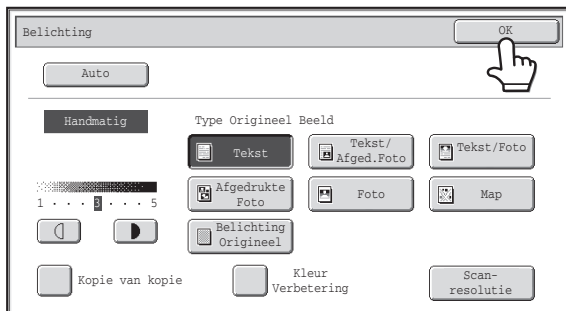 Belichting
OK
Auto
Handmatig
Type Origineel Beeld
Tekst
Tekst/
Afged.Foto
Tekst/Foto
Afgedrukte
Foto
Foto
Map
1 · · · 3 · · · 5
Belichting
Origineel
Kopie van kopie
Kleur
Verbetering
Scan-
resolutie